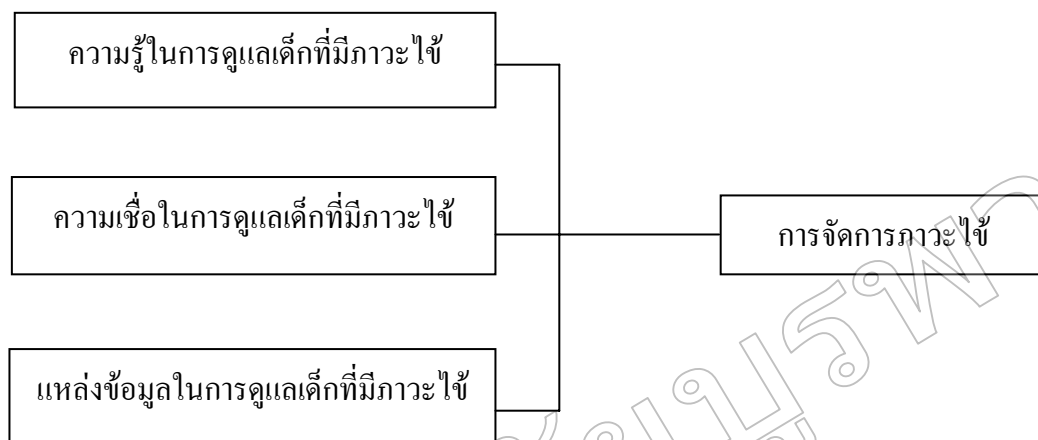 ความรู้ในการดูแลเด็กที่มีภาวะไข้
ความเชื่อในการดูแลเด็กที่มีภาวะไข้
การจัดการภาวะไข้
แหล่งข้อมูลในการดูแลเด็กที่มีภาวะไข้